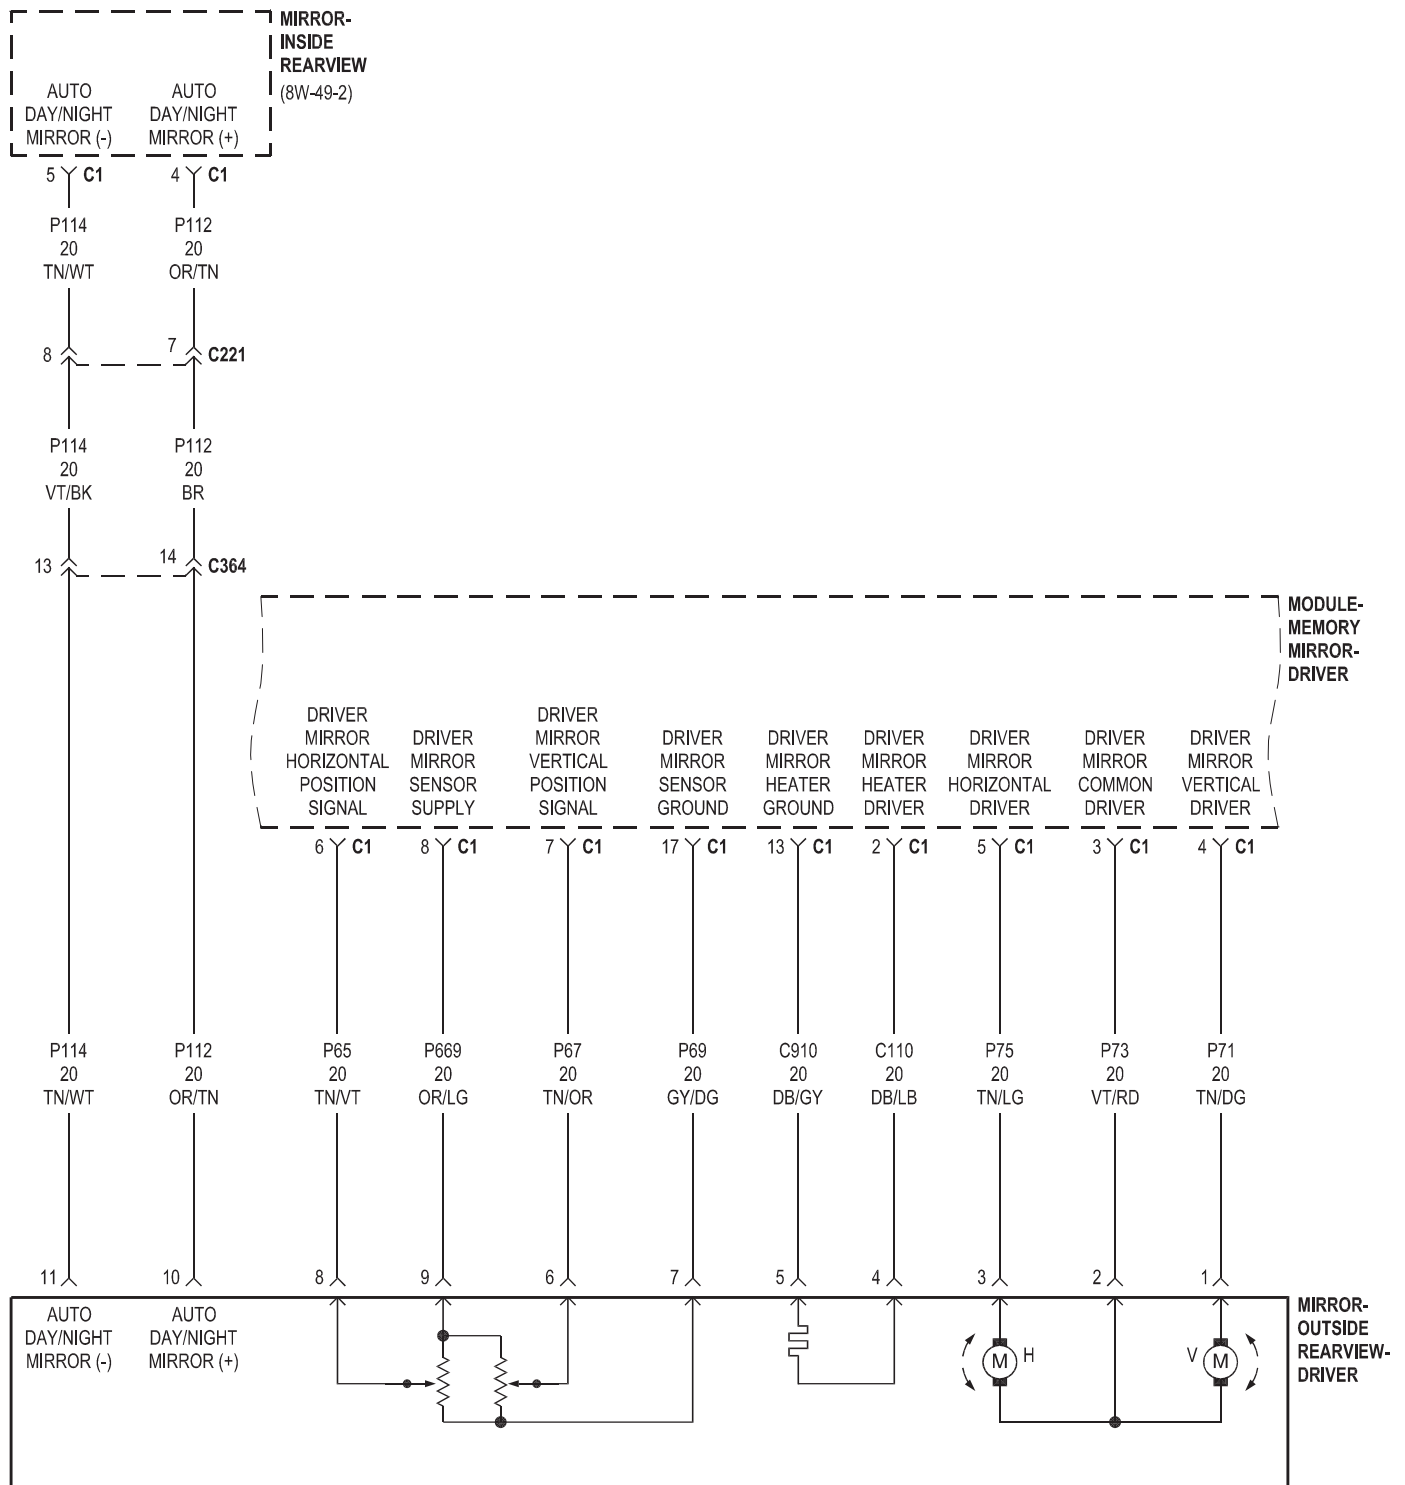 MIRROR-
INSIDE
REARVIEW
(8W-49-2)
AUTO
DAY/NIGHT
MIRROR (-)
AUTO
DAY/NIGHT
MIRROR (+)
5 C1
4 C1
P114
20
TN/WT
P112
20
OR/TN
8
7
C221
P114
20
VT/BK
P112
20
BR
13
14
C364
MODULE-
MEMORY
MIRROR-
DRIVER
DRIVER
MIRROR
HORIZONTAL
POSITION
SIGNAL
DRIVER
MIRROR
SENSOR
SUPPLY
DRIVER
MIRROR
VERTICAL
POSITION
SIGNAL
DRIVER
MIRROR
SENSOR
GROUND
DRIVER
MIRROR
HEATER
GROUND
DRIVER
MIRROR
HEATER
DRIVER
DRIVER
MIRROR
HORIZONTAL
DRIVER
DRIVER
MIRROR
COMMON
DRIVER
DRIVER
MIRROR
VERTICAL
DRIVER
6 C1
8 C1
7 C1
17 C1
13 C1
2 C1
5 C1
3 C1
4 C1
P114
20
TN/WT
P112
20
OR/TN
P65
20
TN/VT
P669
20
OR/LG
P67
20
TN/OR
P69
20
GY/DG
C910
20
DB/GY
C110
20
DB/LB
P75
20
TN/LG
P73
20
VT/RD
P71
20
TN/DG
11
10
8
9
6
7
5
4
3
2
1
AUTO
DAY/NIGHT
MIRROR (-)
AUTO
DAY/NIGHT
MIRROR (+)
M H
V M
MIRROR-
OUTSIDE
REARVIEW-
DRIVER